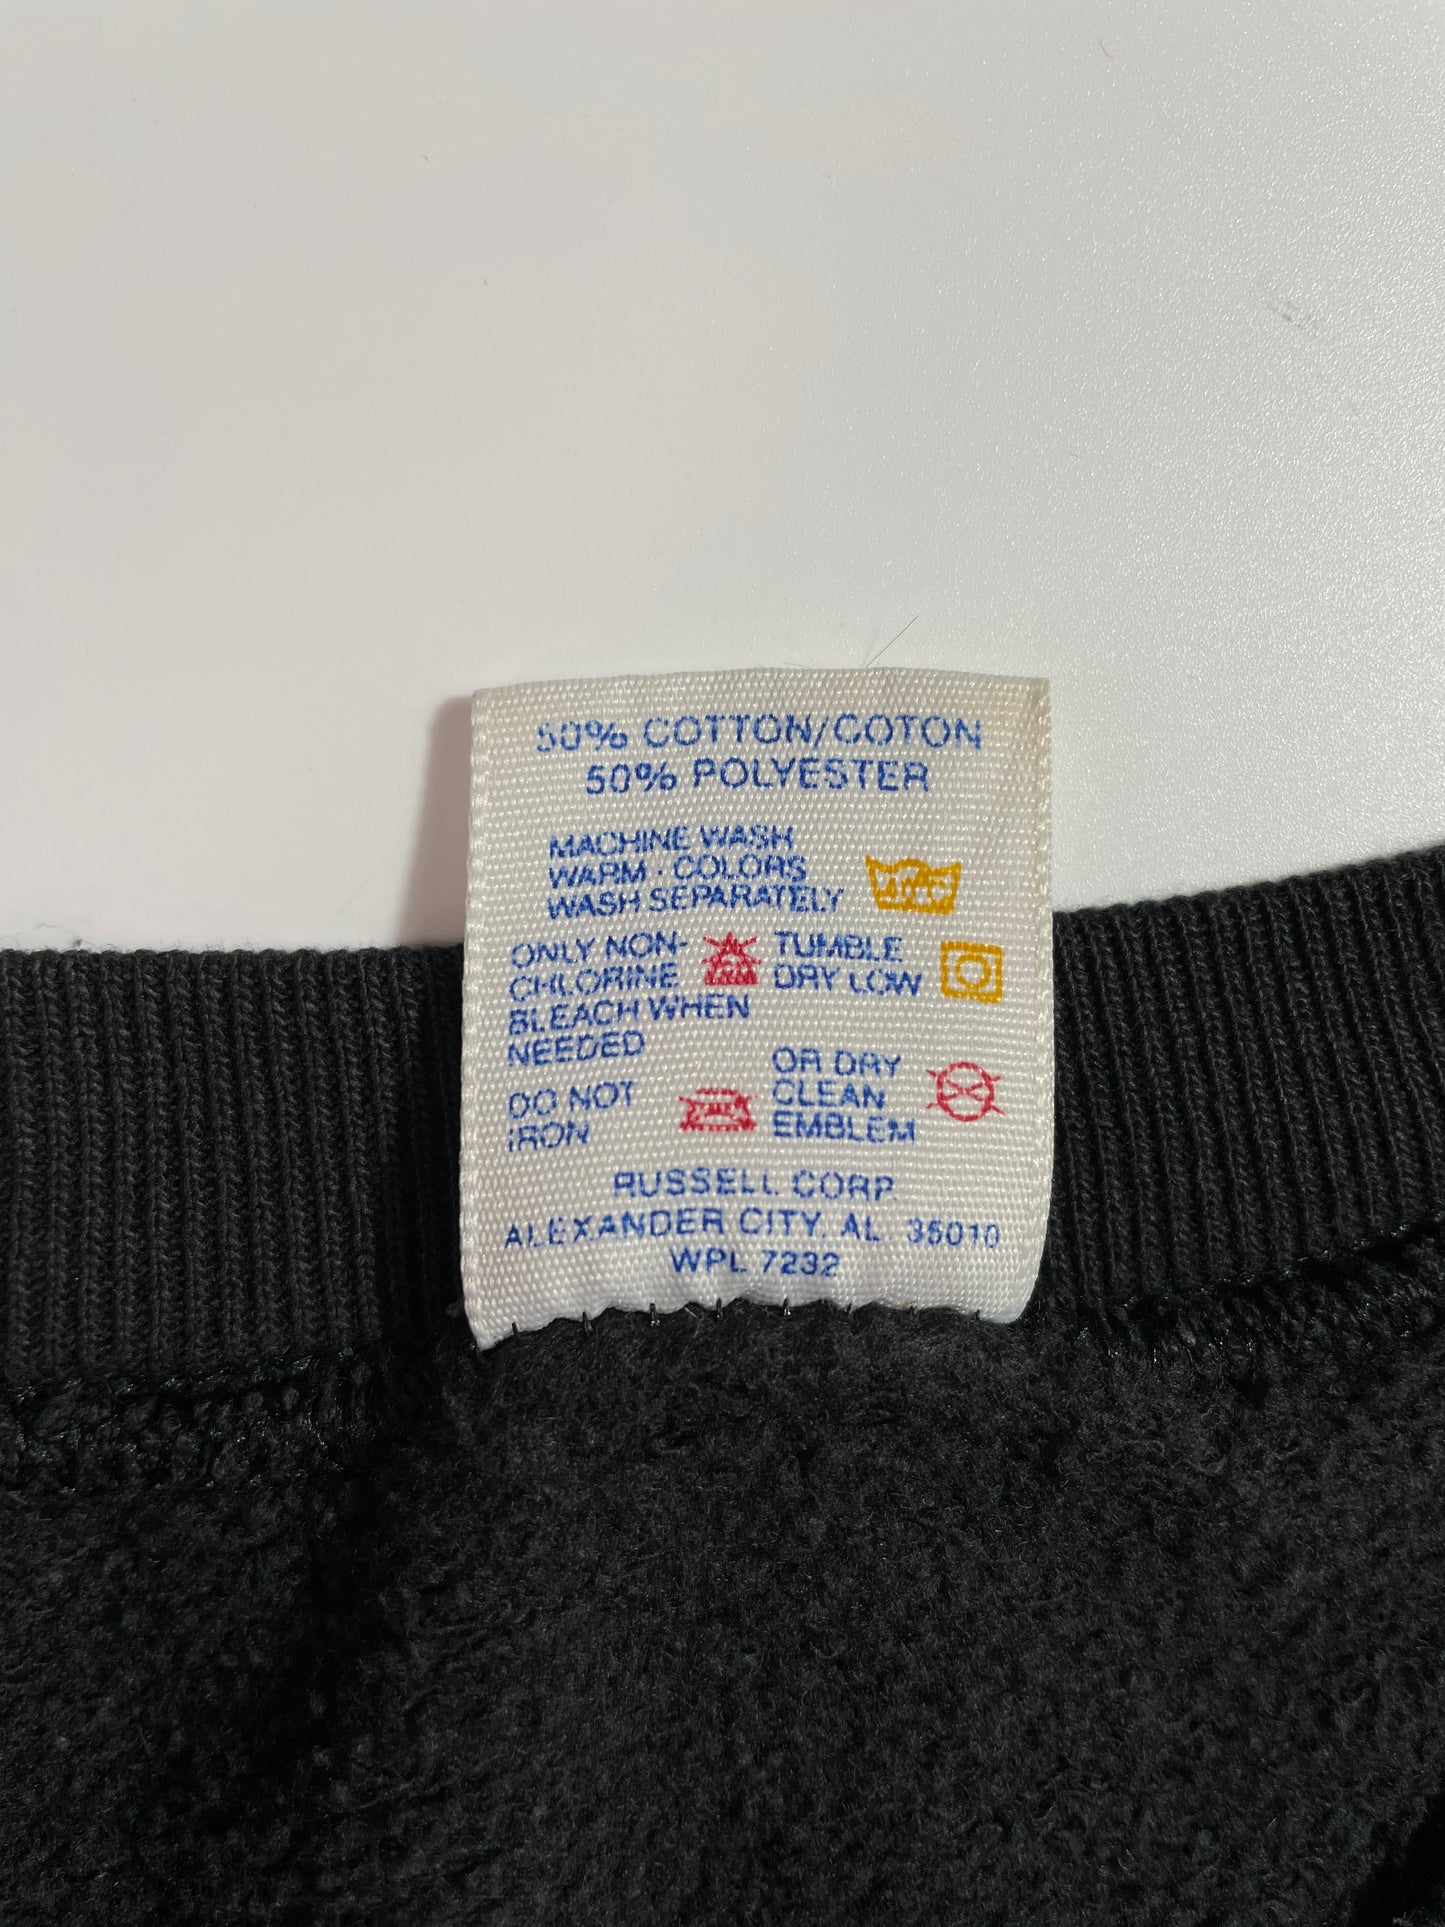 50% COTTON/COTON
50% POLYESTER
MACHINE WASH
WARM - COLORS
WASH SEPARATELY
40°
ONLY NON-
CHLORINE
BLEACH WHEN
NEEDED
TUMBLE
DRY LOW
DO NOT
IRON
OR DRY
CLEAN
EMBLEM
RUSSELL CORP.
ALEXANDER CITY, AL 35010
WPL 7232